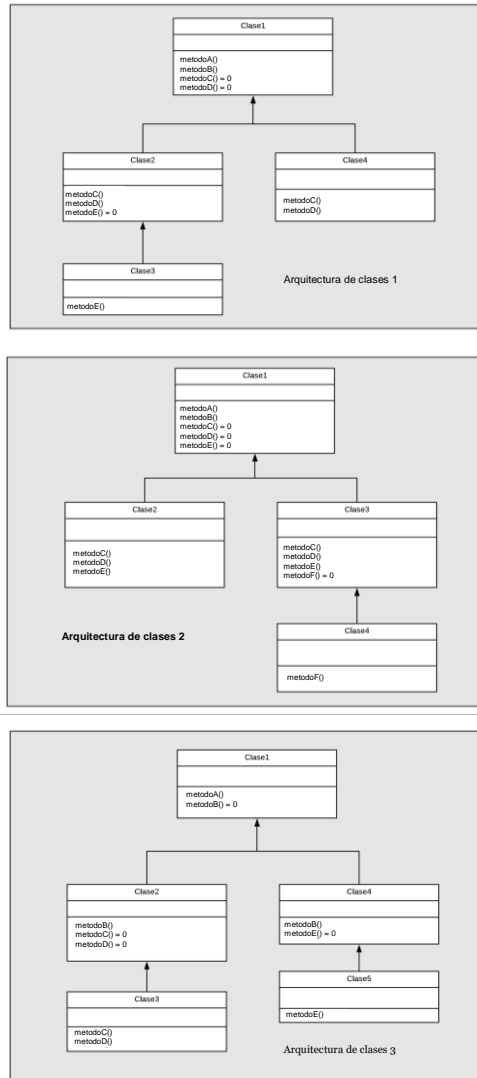 Clase1
metodoA()
metodoB()
metodoC() = 0
metodoD() = 0
Clase2
metodoC()
metodoD()
metodoE() = 0
Clase4
metodoC()
metodoD()
Clase3
metodoE()
Arquitectura de clases 1
Clase1
metodoA()
metodoB()
metodoC() = 0
metodoD() = 0
metodoE() = 0
Clase2
metodoC()
metodoD()
metodoE()
Clase3
metodoC()
metodoD()
metodoE()
metodoF() = 0
Clase4
metodoF()
Arquitectura de clases 2
Clase1
metodoA()
metodoB() = 0
Clase2
metodoB()
metodoC() = 0
metodoD() = 0
Clase4
metodoB()
metodoE() = 0
Clase3
metodoC()
metodoD()
Clase5
metodoE()
Arquitectura de clases 3